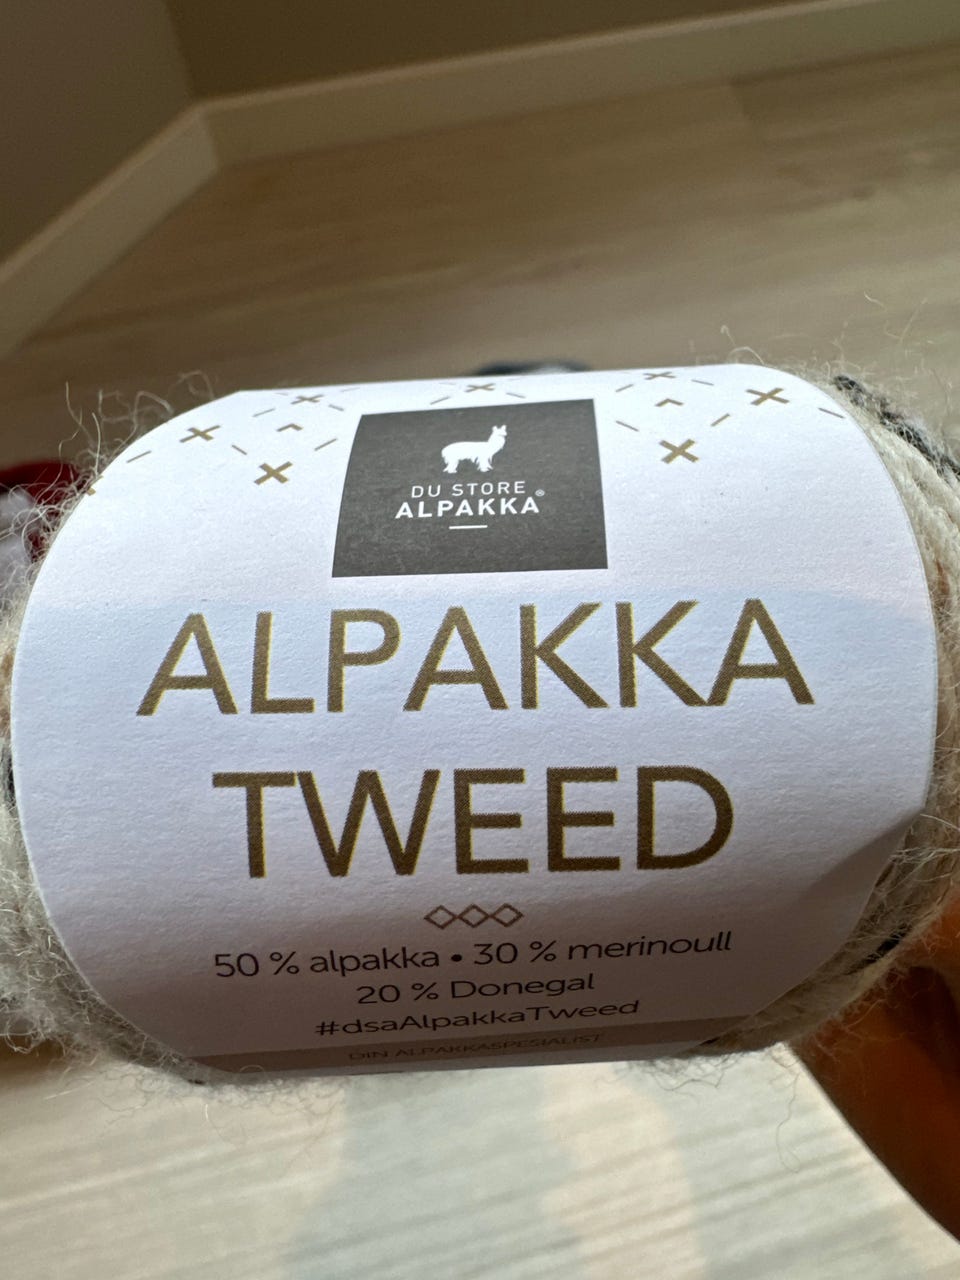 DU STORE
ALPAKKA®
ALPAKKA
TWEED
50 % alpakka • 30 % merinoull
20 % Donegal
#dsaAlpakkaTweed
DIN ALPAKKASPESIALIST